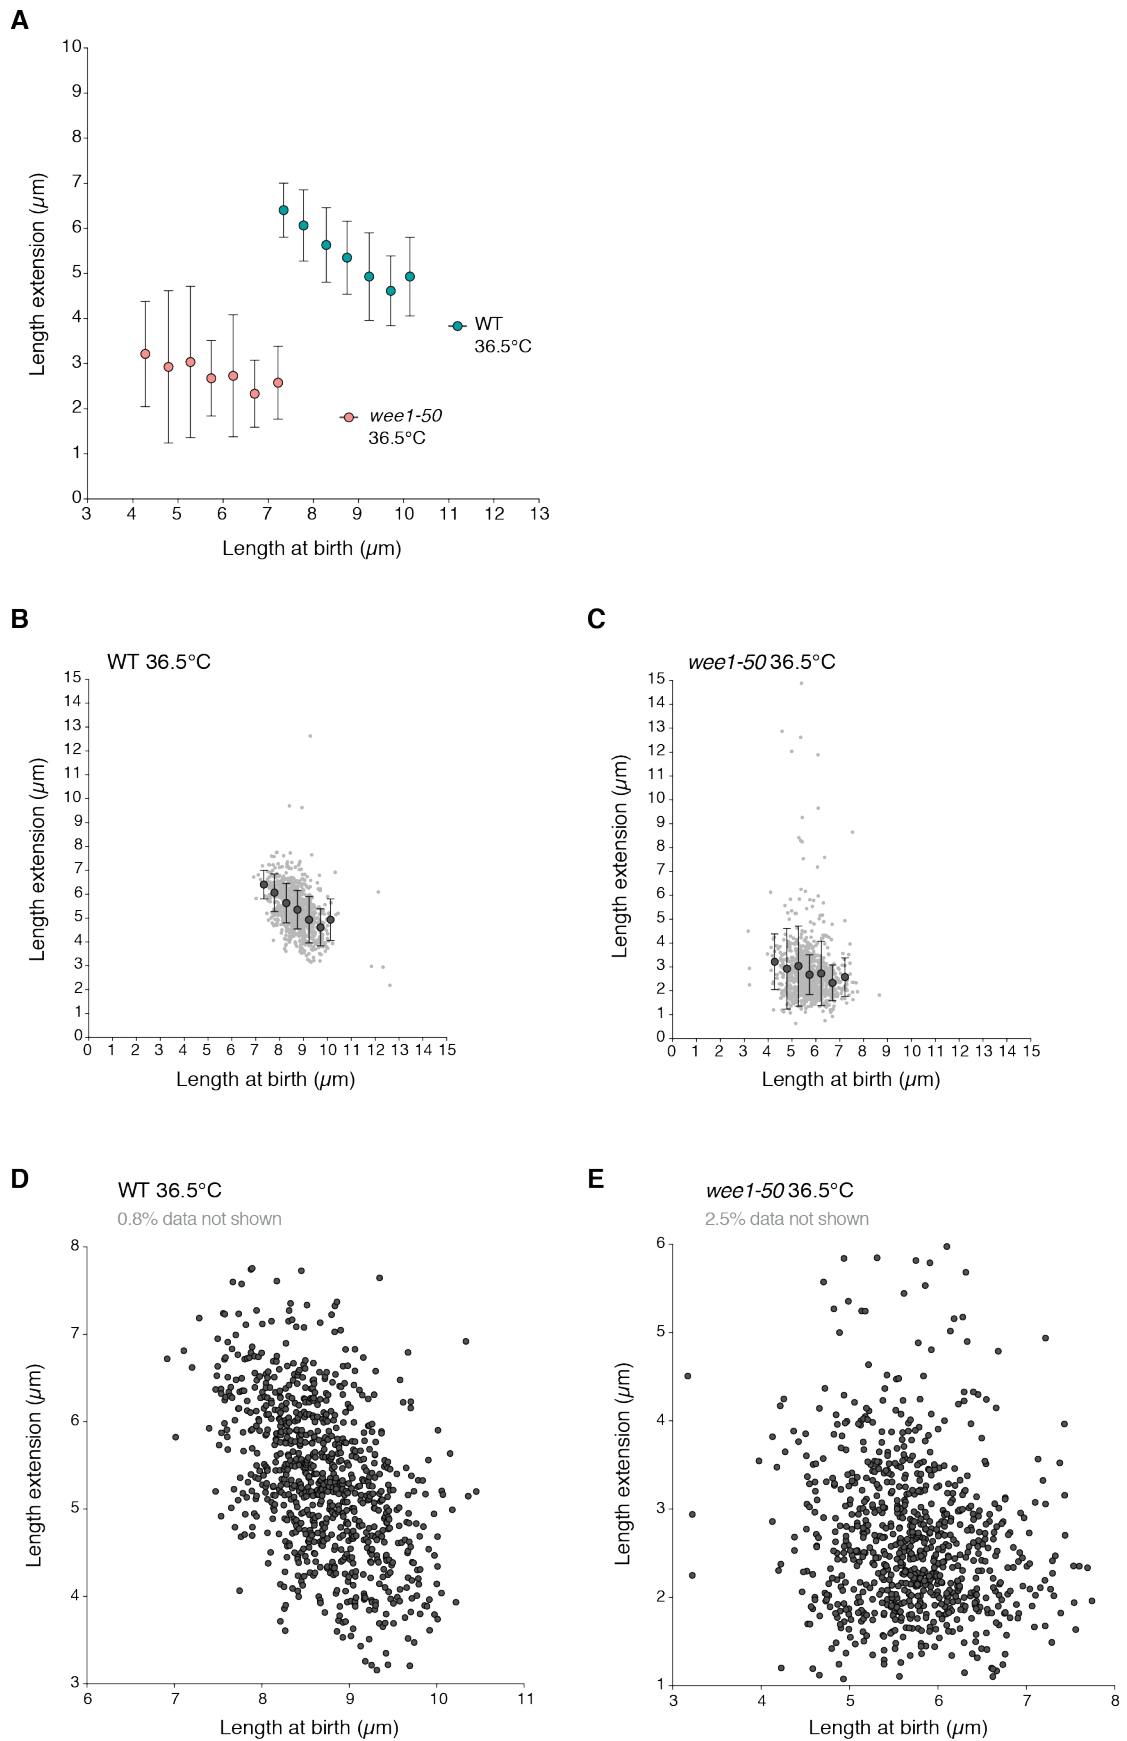 A
10
9
8
7
6
5
4
3
2
1
0
Length extension (µm)
3 4 5 6 7 8 9 10 11 12 13
Length at birth (µm)
WT
36.5°C
wee1-50
36.5°C
B
WT 36.5°C
15
14
13
12
11
10
9
8
7
6
5
4
3
2
1
0
Length extension (µm)
0 1 2 3 4 5 6 7 8 9 10 11 12 13 14 15
Length at birth (µm)
C
wee1-50 36.5°C
15
14
13
12
11
10
9
8
7
6
5
4
3
2
1
0
Length extension (µm)
0 1 2 3 4 5 6 7 8 9 10 11 12 13 14 15
Length at birth (µm)
D
WT 36.5°C
0.8% data not shown
8
7
6
5
4
3
Length extension (µm)
6 7 8 9 10 11
Length at birth (µm)
E
wee1-50 36.5°C
2.5% data not shown
6
5
4
3
2
1
Length extension (µm)
3 4 5 6 7 8
Length at birth (µm)